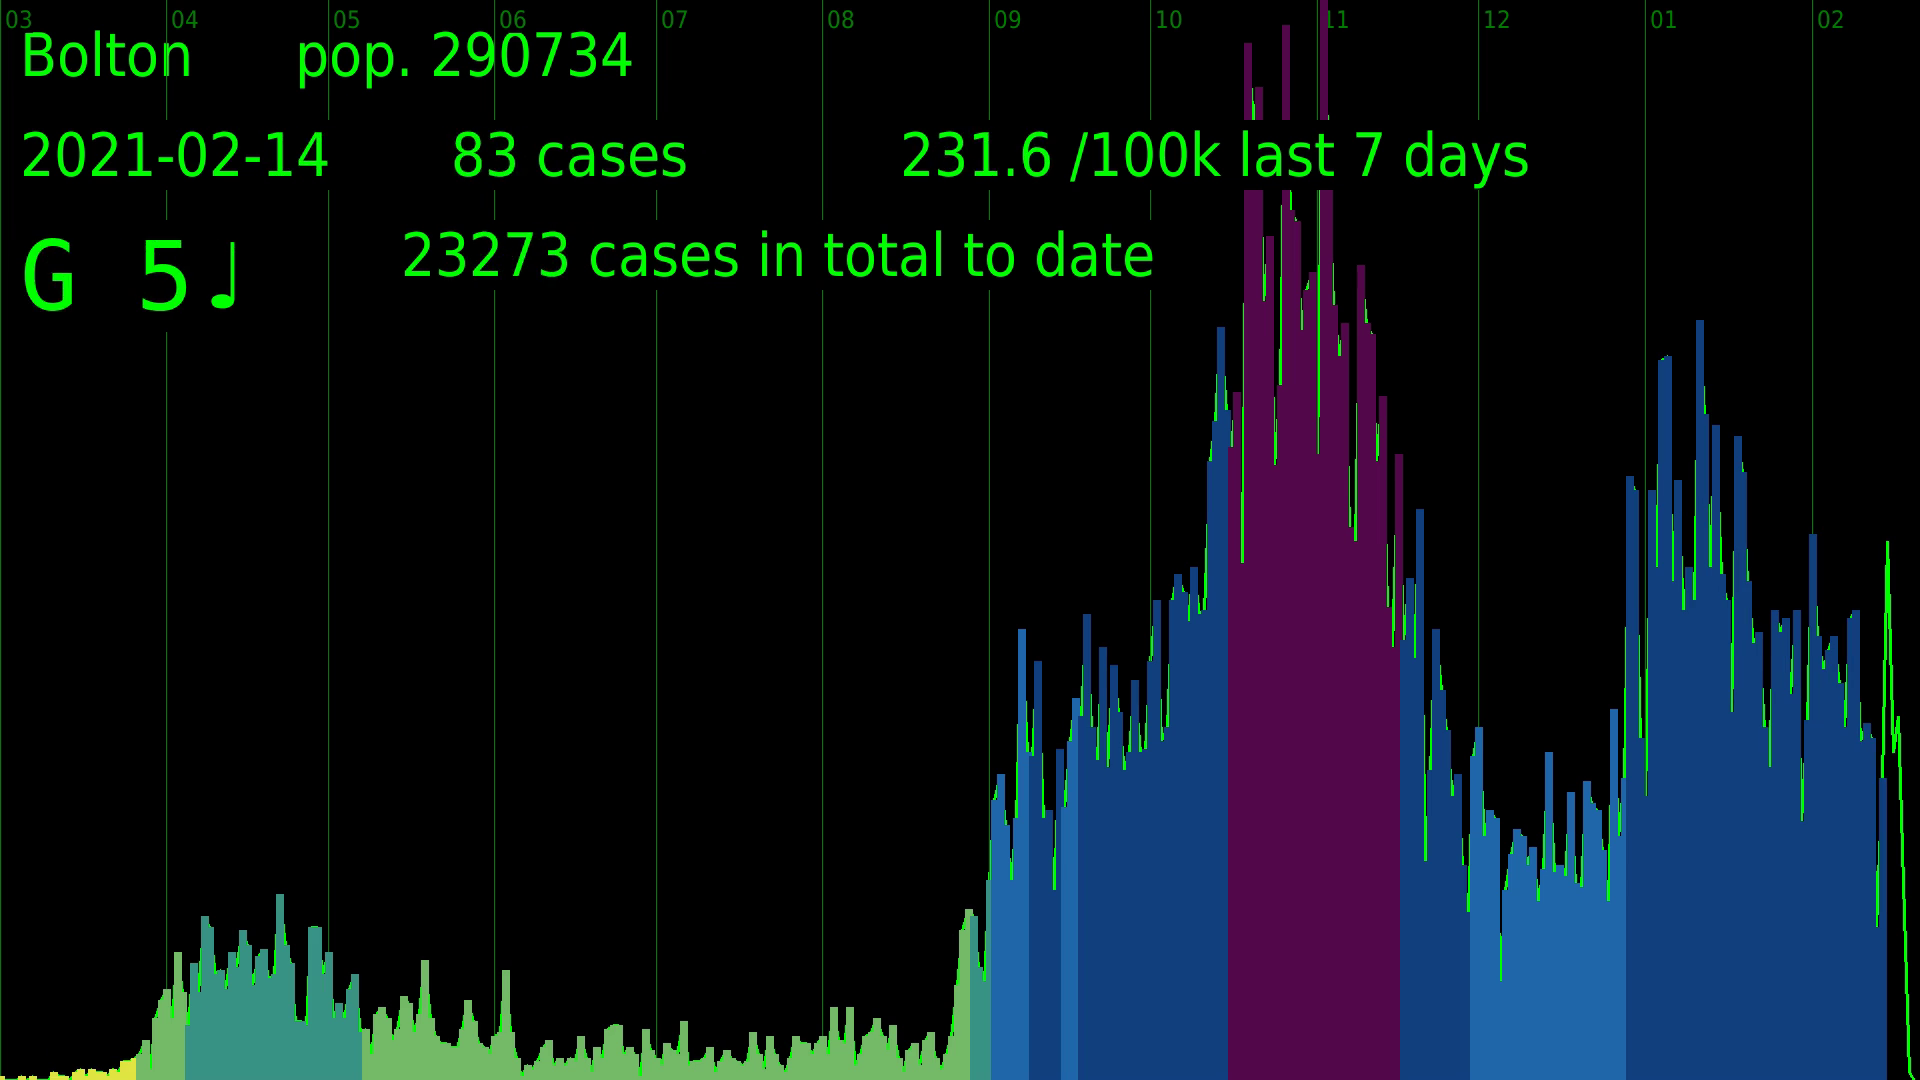 03 04 05 06 07 08 09 10 11 12 01 02
Bolton pop. 290734
2021-02-14 83 cases 231.6 /100k last 7 days
G 5♩ 23273 cases in total to date